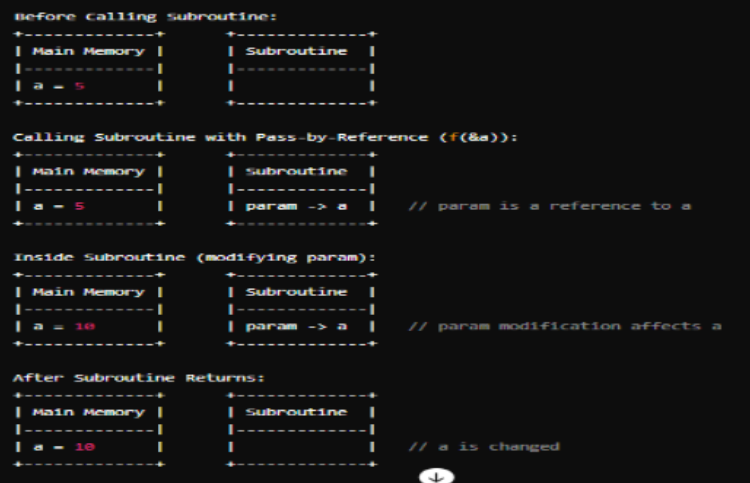 Before Calling Subroutine:
+--------------+ +--------------+
| Main Memory | | Subroutine |
|--------------| |--------------|
| a = 5 | | |
+--------------+ +--------------+
Calling Subroutine with Pass-by-Reference (f(&a)):
+--------------+ +--------------+
| Main Memory | | Subroutine |
|--------------| |--------------|
| a = 5 | | param -> a | // param is a reference to a
+--------------+ +--------------+
Inside Subroutine (modifying param):
+--------------+ +--------------+
| Main Memory | | Subroutine |
|--------------| |--------------|
| a = 10 | | param -> a | // param modification affects a
+--------------+ +--------------+
After Subroutine Returns:
+--------------+ +--------------+
| Main Memory | | Subroutine |
|--------------| |--------------|
| a = 10 | | | // a is changed
+--------------+ +--------------+